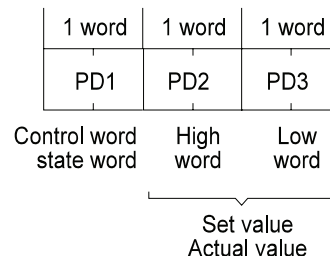 1 word 1 word 1 word
PD1 PD2 PD3
Control word High Low
state word word word
Set value
Actual value